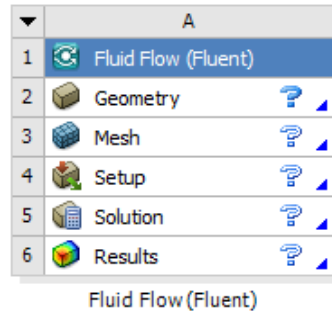 A
1 Fluid Flow (Fluent)
2 Geometry ?
3 Mesh ?
4 Setup ?
5 Solution ?
6 Results ?
Fluid Flow (Fluent)